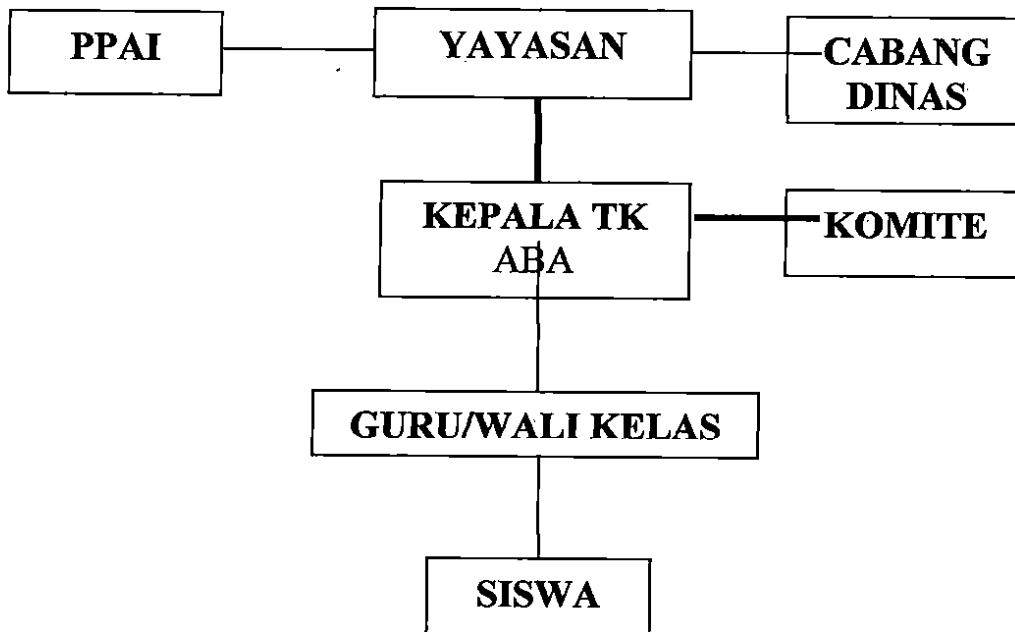 PPAI
YAYASAN
CABANG
DINAS
KEPALA TK
ABA
KOMITE
GURU/WALI KELAS
SISWA